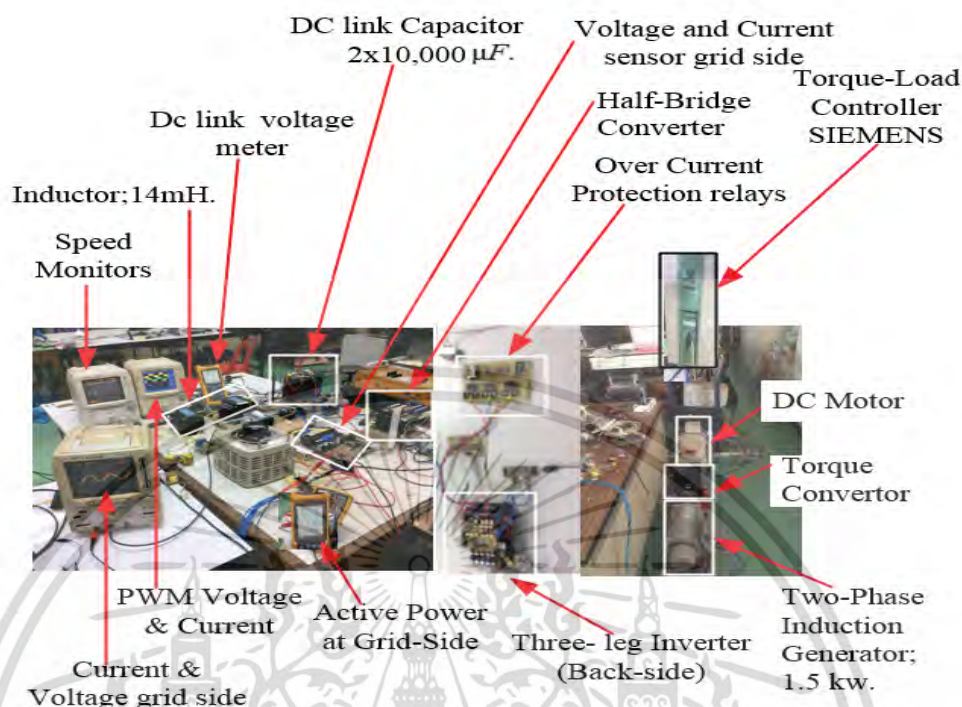 DC link Capacitor
2x10,000 µF.
Voltage and Current
sensor grid side
Torque-Load
Controller
SIEMENS
Dc link voltage
meter
Half-Bridge
Converter
Over Current
Protection relays
Inductor;14mH.
Speed
Monitors
DC Motor
Torque
Convertor
PWM Voltage
& Current
Active Power
at Grid-Side
Three- leg Inverter
(Back-side)
Two-Phase
Induction
Generator;
1.5 kw.
Current &
Voltage grid side